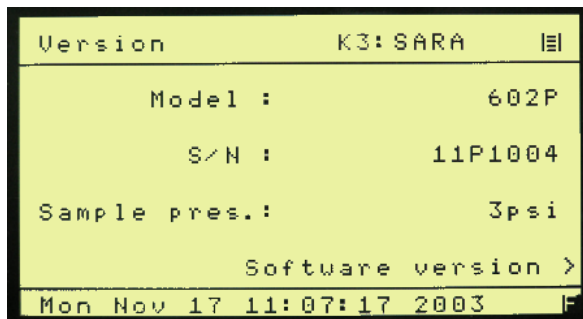 Version K3:SARA
Model : 602P
S/N : 11P1004
Sample pres.: 3psi
Software version >
Mon Nov 17 11:07:17 2003